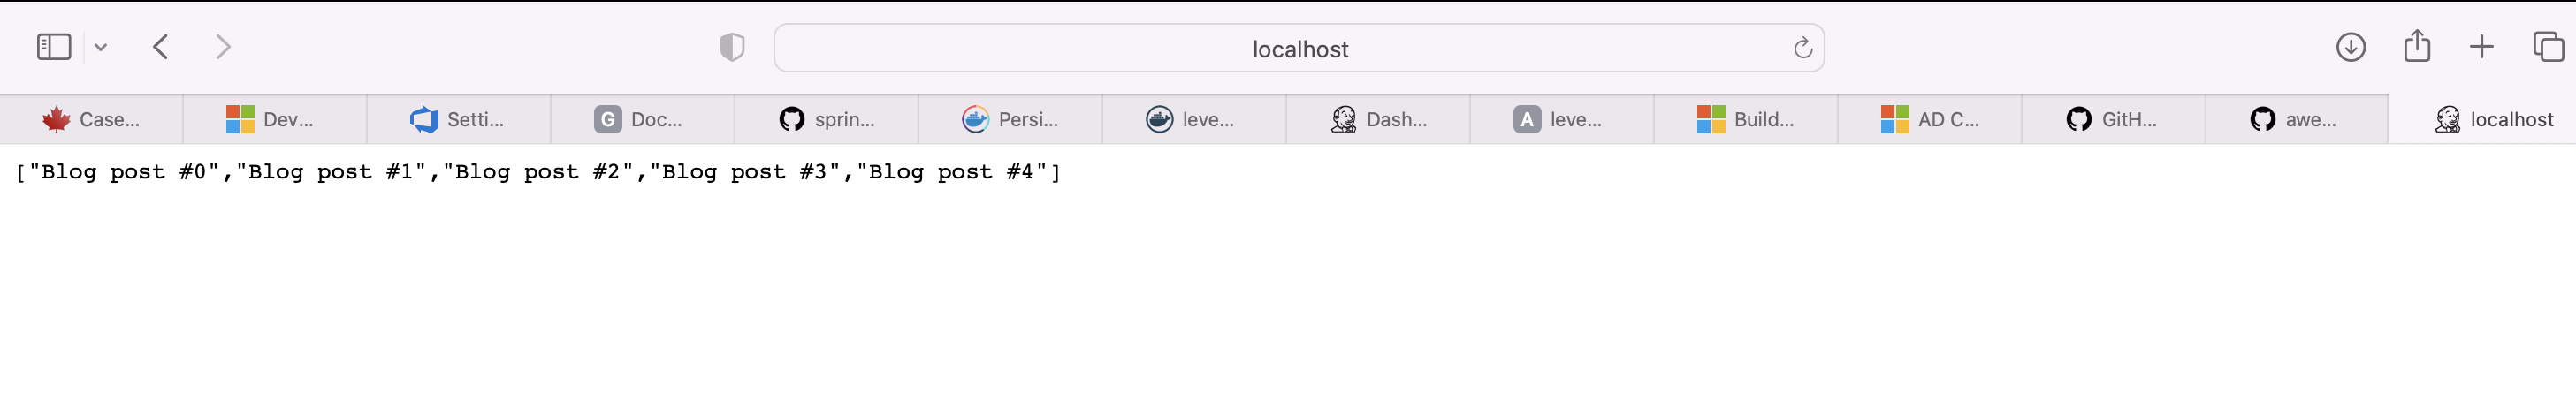 localhost
Case... Dev... Setti... G Doc... sprin... Persi... leve... Dash... A leve... Build... AD C... GitH... awe... localhost
["Blog post #0","Blog post #1","Blog post #2","Blog post #3","Blog post #4"]